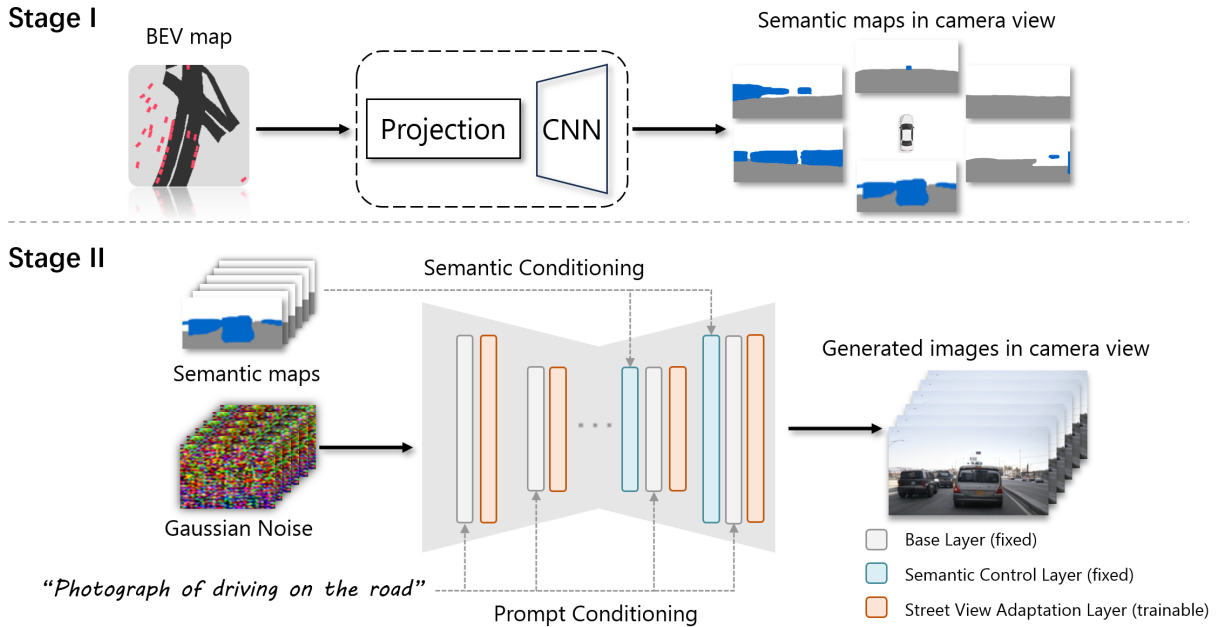 Stage I
BEV map
Semantic maps in camera view
Projection
CNN
Stage II
Semantic Conditioning
Semantic maps
Generated images in camera view
Gaussian Noise
Base Layer (fixed)
Semantic Control Layer (fixed)
“Photograph of driving on the road”
Prompt Conditioning
Street View Adaptation Layer (trainable)